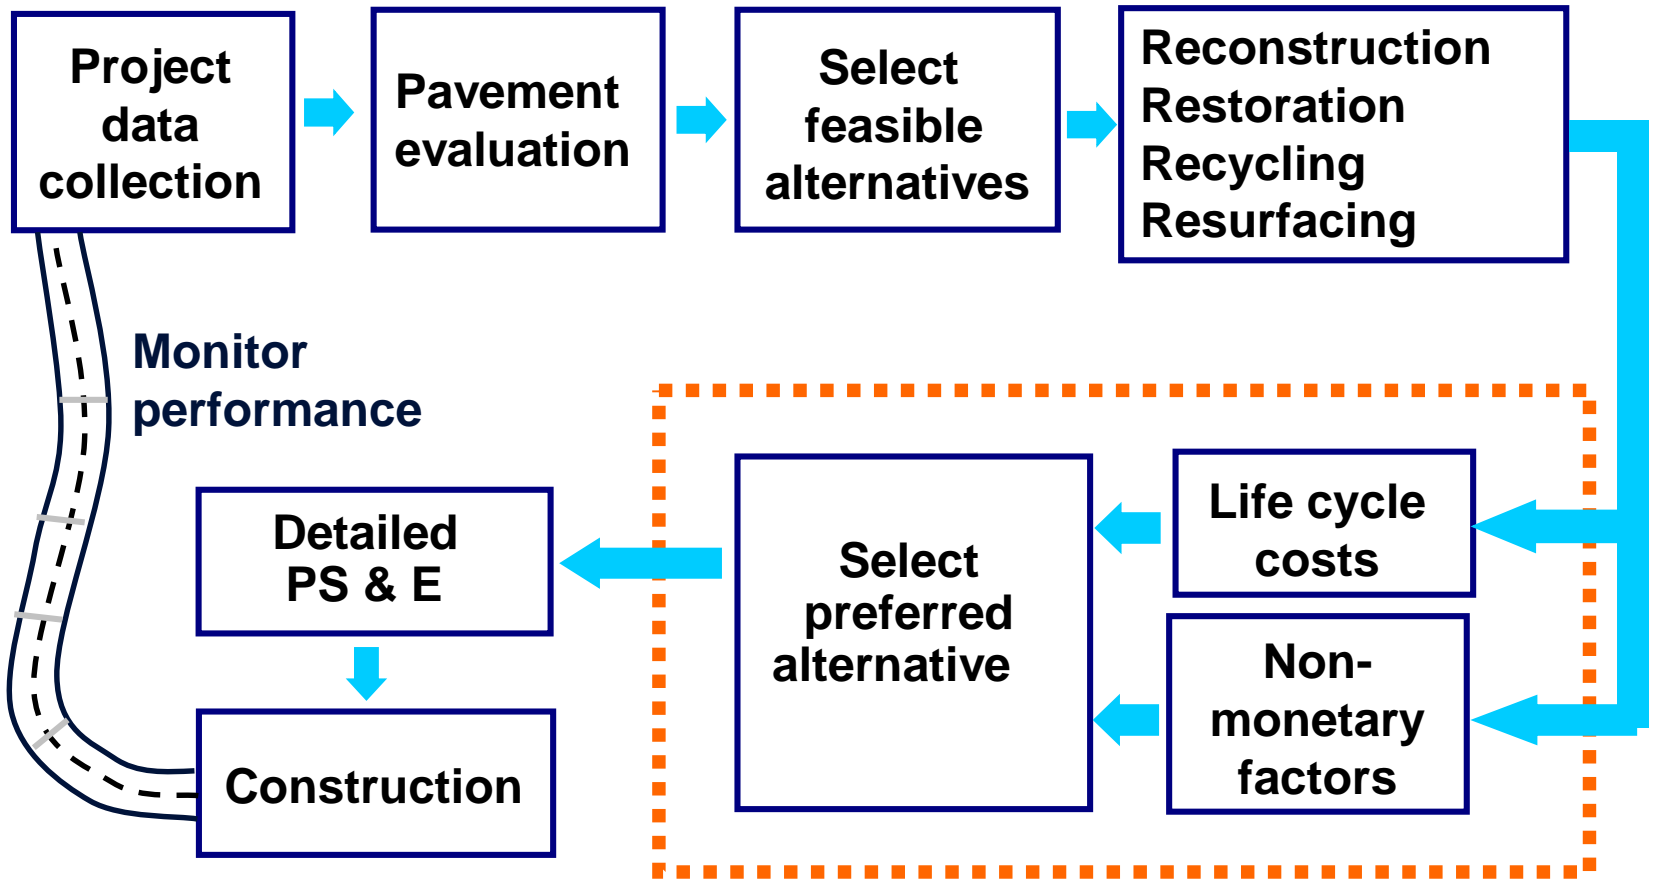 Project
data
collection
Pavement
evaluation
Select
feasible
alternatives
Reconstruction
Restoration
Recycling
Resurfacing
Monitor
performance
Life cycle
costs
Non-
monetary
factors
Select
preferred
alternative
Detailed
PS & E
Construction